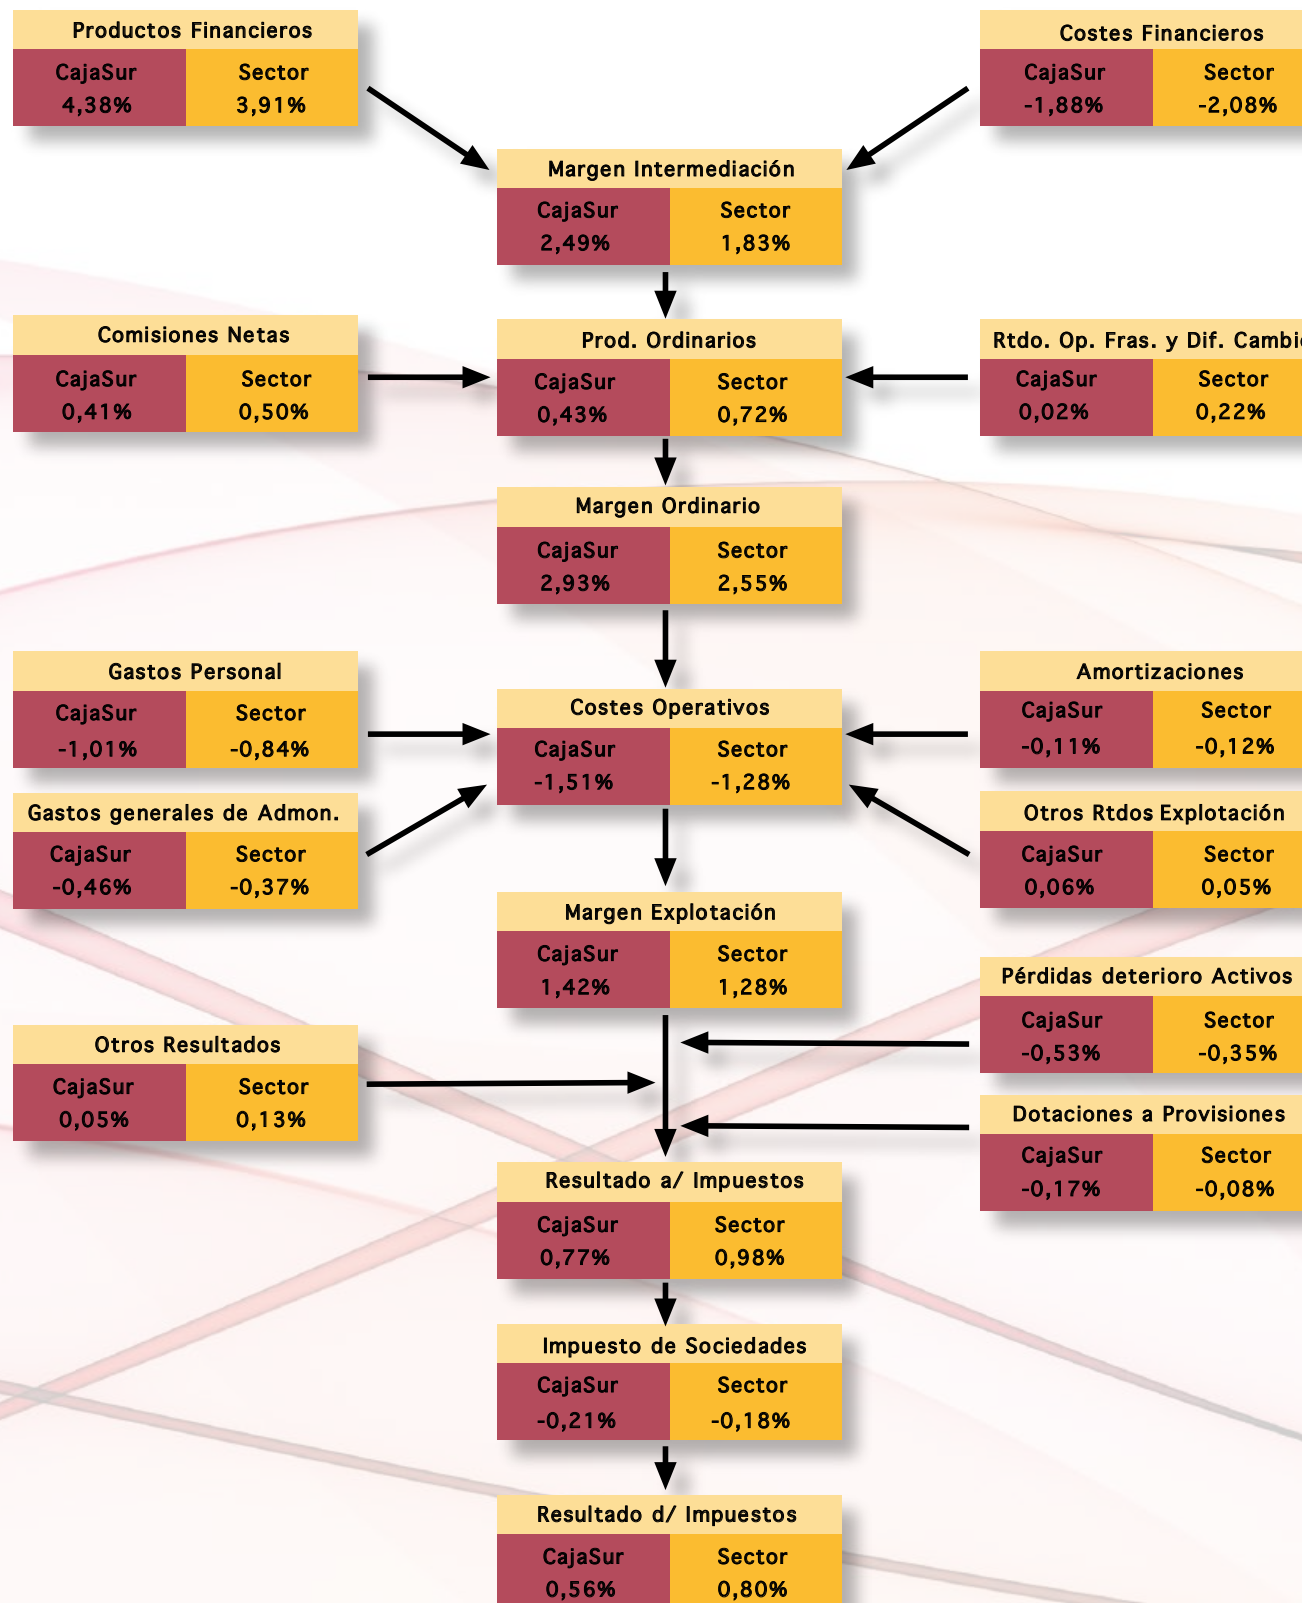 Productos Financieros
CajaSur Sector
4,38% 3,91%
Costes Financieros
CajaSur Sector
-1,88% -2,08%
Margen Intermediación
CajaSur Sector
2,49% 1,83%
Comisiones Netas
CajaSur Sector
0,41% 0,50%
Prod. Ordinarios
CajaSur Sector
0,43% 0,72%
Rtdo. Op. Fras. y Dif. Cambio
CajaSur Sector
0,02% 0,22%
Margen Ordinario
CajaSur Sector
2,93% 2,55%
Gastos Personal
CajaSur Sector
-1,01% -0,84%
Costes Operativos
CajaSur Sector
-1,51% -1,28%
Amortizaciones
CajaSur Sector
-0,11% -0,12%
Gastos generales de Admon.
CajaSur Sector
-0,46% -0,37%
Otros Rtdos Explotación
CajaSur Sector
0,06% 0,05%
Margen Explotación
CajaSur Sector
1,42% 1,28%
Pérdidas deterioro Activos
CajaSur Sector
-0,53% -0,35%
Otros Resultados
CajaSur Sector
0,05% 0,13%
Dotaciones a Provisiones
CajaSur Sector
-0,17% -0,08%
Resultado a/ Impuestos
CajaSur Sector
0,77% 0,98%
Impuesto de Sociedades
CajaSur Sector
-0,21% -0,18%
Resultado d/ Impuestos
CajaSur Sector
0,56% 0,80%